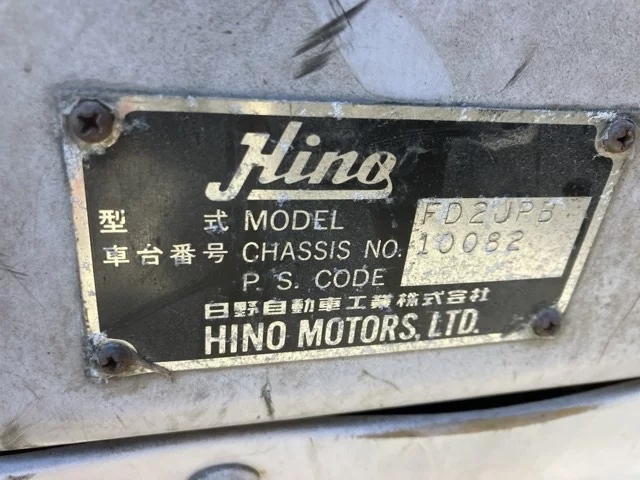 Hino
型 式 MODEL FD2JPB
車台番号 CHASSIS NO. 10082
P. S. CODE
日野自動車工業株式会社
HINO MOTORS, LTD.